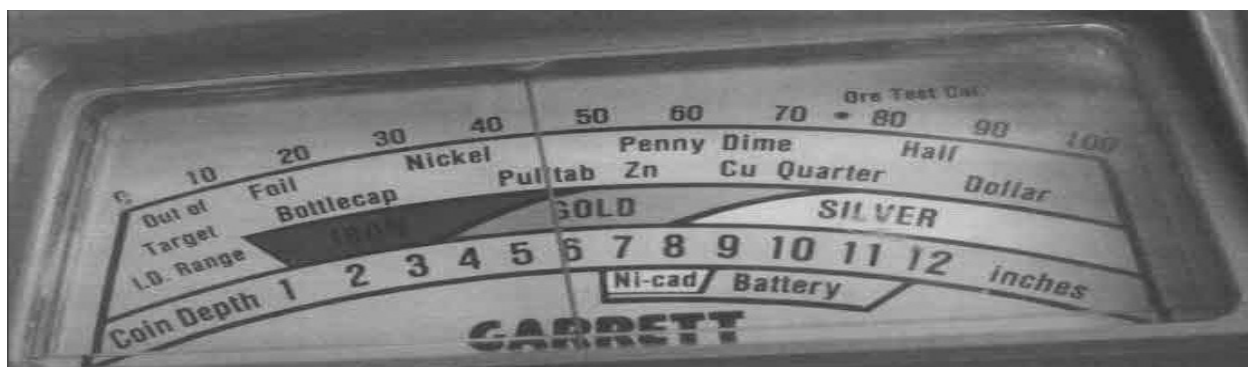 Ore Test Cal.
0 10 20 30 40 50 60 70 80 90 100
Out of Foil Nickel Penny Dime Half
Target Bottlecap Pulltab Zn Cu Quarter Dollar
I.D. Range IRON GOLD SILVER
Coin Depth 1 2 3 4 5 6 7 8 9 10 11 12 inches
Ni-cad Battery
GARRETT